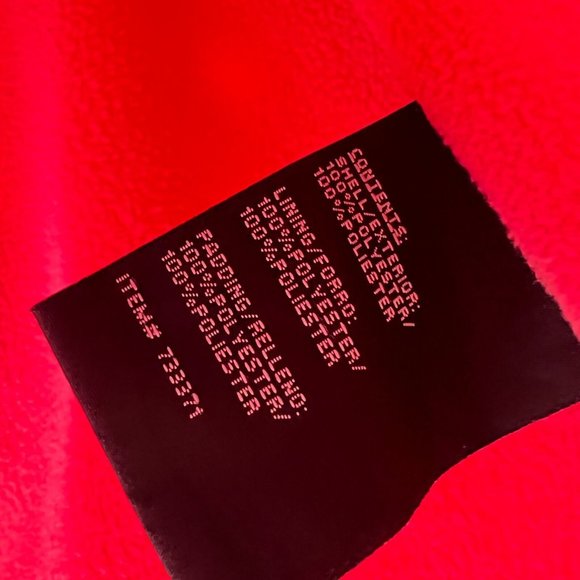 CONTENTS:
SHELL/EXTERIOR:
100%POLYESTER/
100%POLIESTER
LINING/FORRO:
100%POLYESTER/
100%POLIESTER
PADDING/RELLENO:
100%POLYESTER/
100%POLIESTER
ITEM# 733371